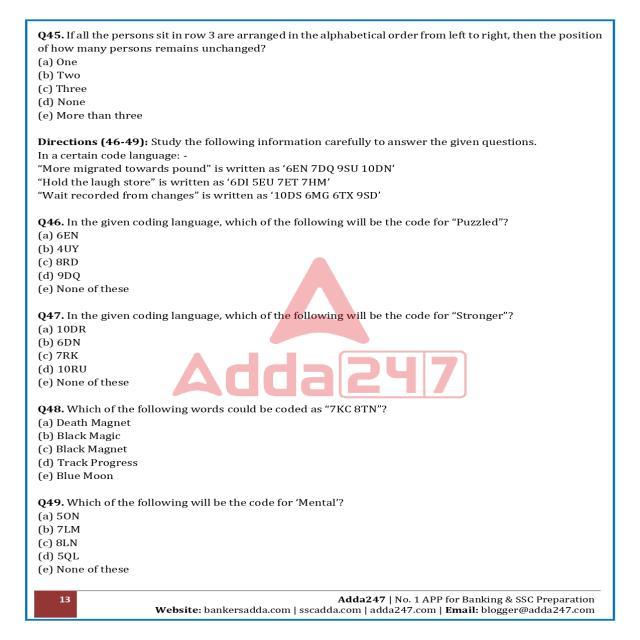 Q45. If all the persons sit in row 3 are arranged in the alphabetical order from left to right, then the position
of how many persons remains unchanged?
(a) One
(b) Two
(c) Three
(d) None
(e) More than three
Directions (46-49): Study the following information carefully to answer the given questions.
In a certain code language: -
“More migrated towards pound” is written as ‘6EN 7DQ 9SU 10DN’
“Hold the laugh store” is written as ‘6DI 5EU 7ET 7HM’
“Wait recorded from changes” is written as ‘10DS 6MG 6TX 9SD’
Q46. In the given coding language, which of the following will be the code for “Puzzled”?
(a) 6EN
(b) 4UY
(c) 8RD
(d) 9DQ
(e) None of these
Q47. In the given coding language, which of the following will be the code for “Stronger”?
(a) 10DR
(b) 6DN
(c) 7RK
(d) 10RU
(e) None of these
Adda247
Q48. Which of the following words could be coded as “7KC 8TN”?
(a) Death Magnet
(b) Black Magic
(c) Black Magnet
(d) Track Progress
(e) Blue Moon
Q49. Which of the following will be the code for ‘Mental’?
(a) 5ON
(b) 7LM
(c) 8LN
(d) 5QL
(e) None of these
13
Adda247 | No. 1 APP for Banking & SSC Preparation
Website: bankersadda.com | sscadda.com | adda247.com | Email: blogger@adda247.com